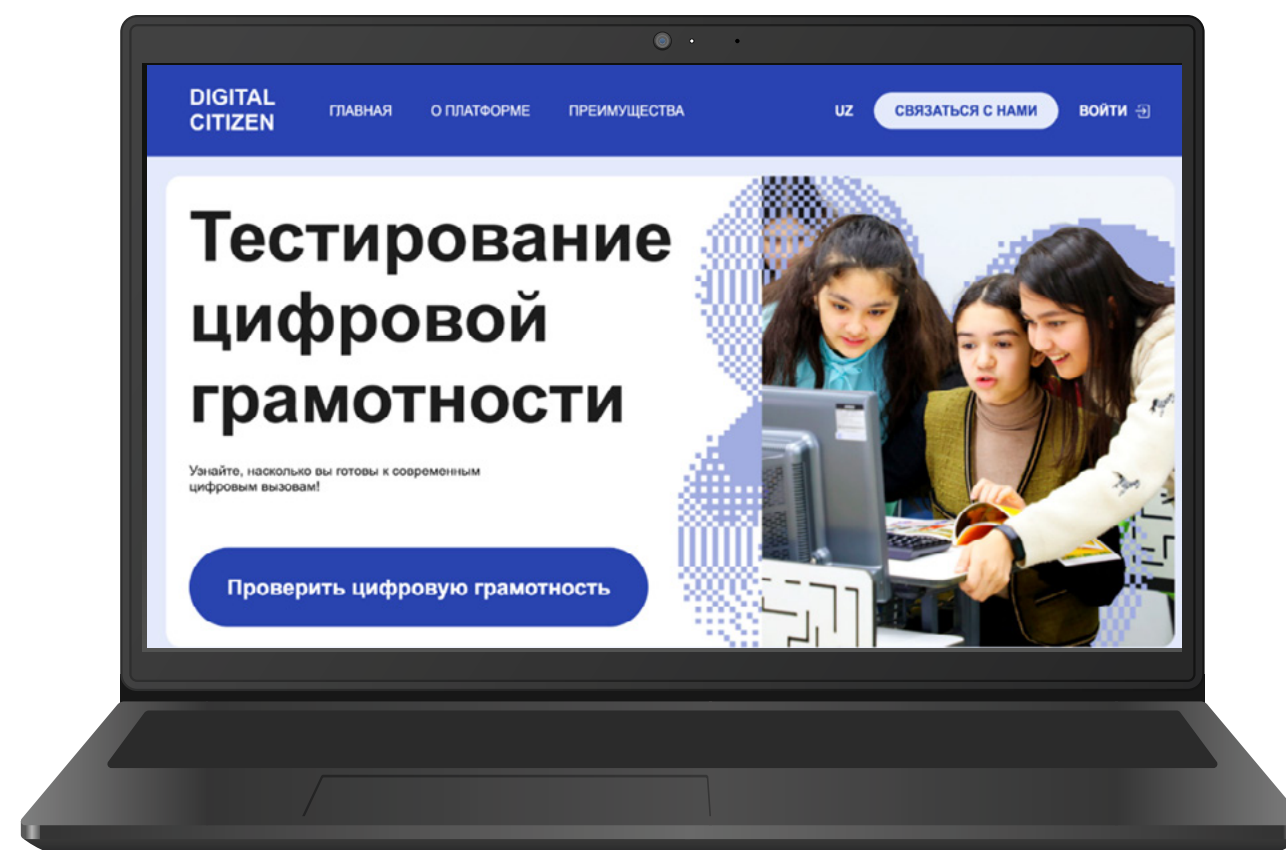 DIGITAL
CITIZEN
ГЛАВНАЯ
О ПЛАТФОРМЕ
ПРЕИМУЩЕСТВА
UZ
СВЯЗАТЬСЯ С НАМИ
ВОЙТИ
Тестирование
цифровой
грамотности
Узнайте, насколько вы готовы к современным
цифровым вызовам!
Проверить цифровую грамотность